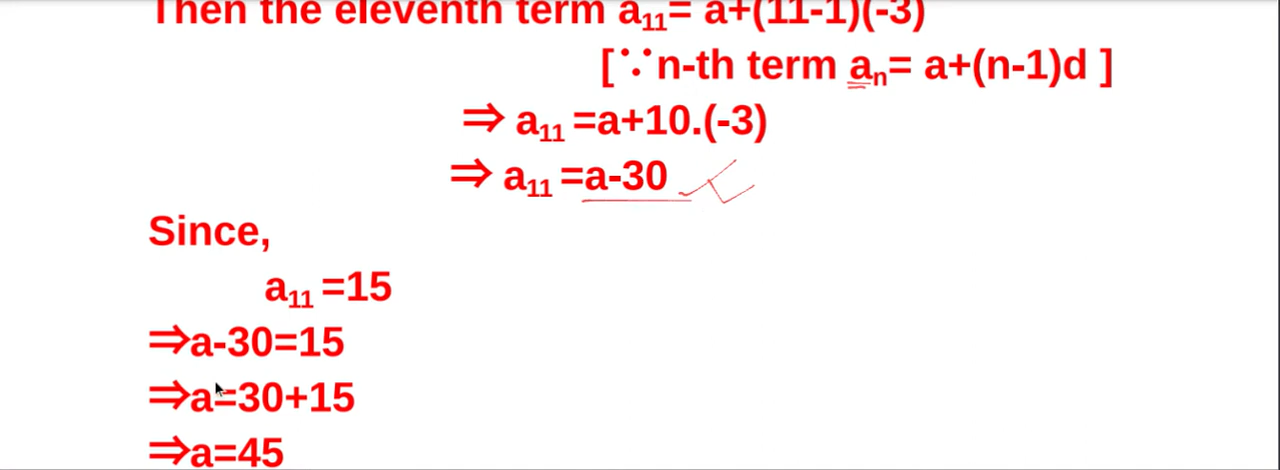 Then the eleventh term a₁₁= a+(11-1)(-3)
[∵n-th term aₙ= a+(n-1)d ]
⇒ a₁₁ =a+10.(-3)
⇒ a₁₁ =a-30
Since,
a₁₁ =15
⇒a-30=15
⇒a=30+15
⇒a=45